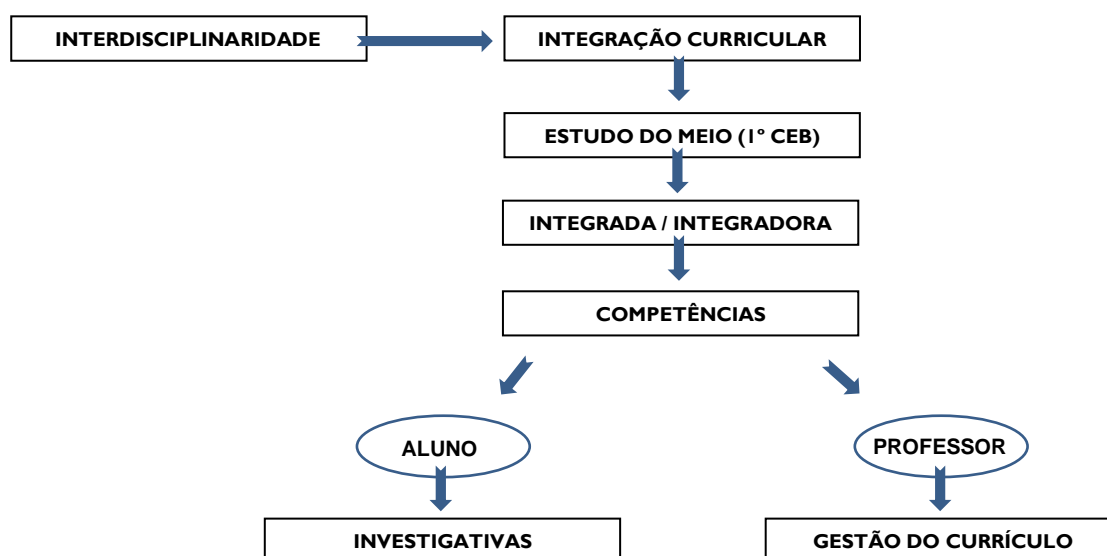 INTERDISCIPLINARIDADE
INTEGRAÇÃO CURRICULAR
ESTUDO DO MEIO (1º CEB)
INTEGRADA / INTEGRADORA
COMPETÊNCIAS
ALUNO
PROFESSOR
INVESTIGATIVAS
GESTÃO DO CURRÍCULO